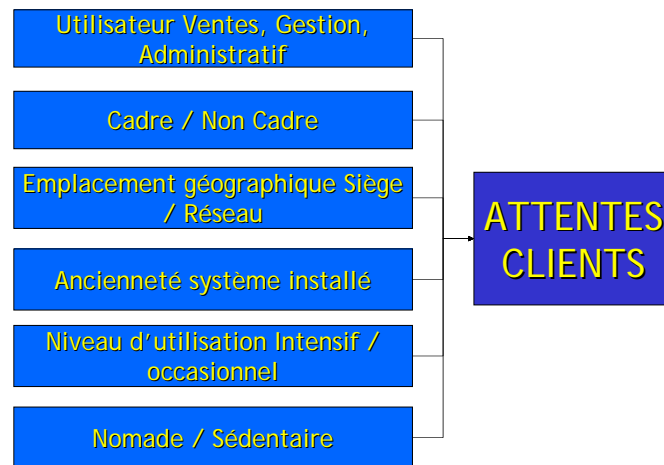 Utilisateur Ventes, Gestion,
Administratif
Cadre / Non Cadre
Emplacement géographique Siège
/ Réseau
Ancienneté système installé
Niveau d'utilisation Intensif /
occasionnel
Nomade / Sédentaire
ATTENTES
CLIENTS